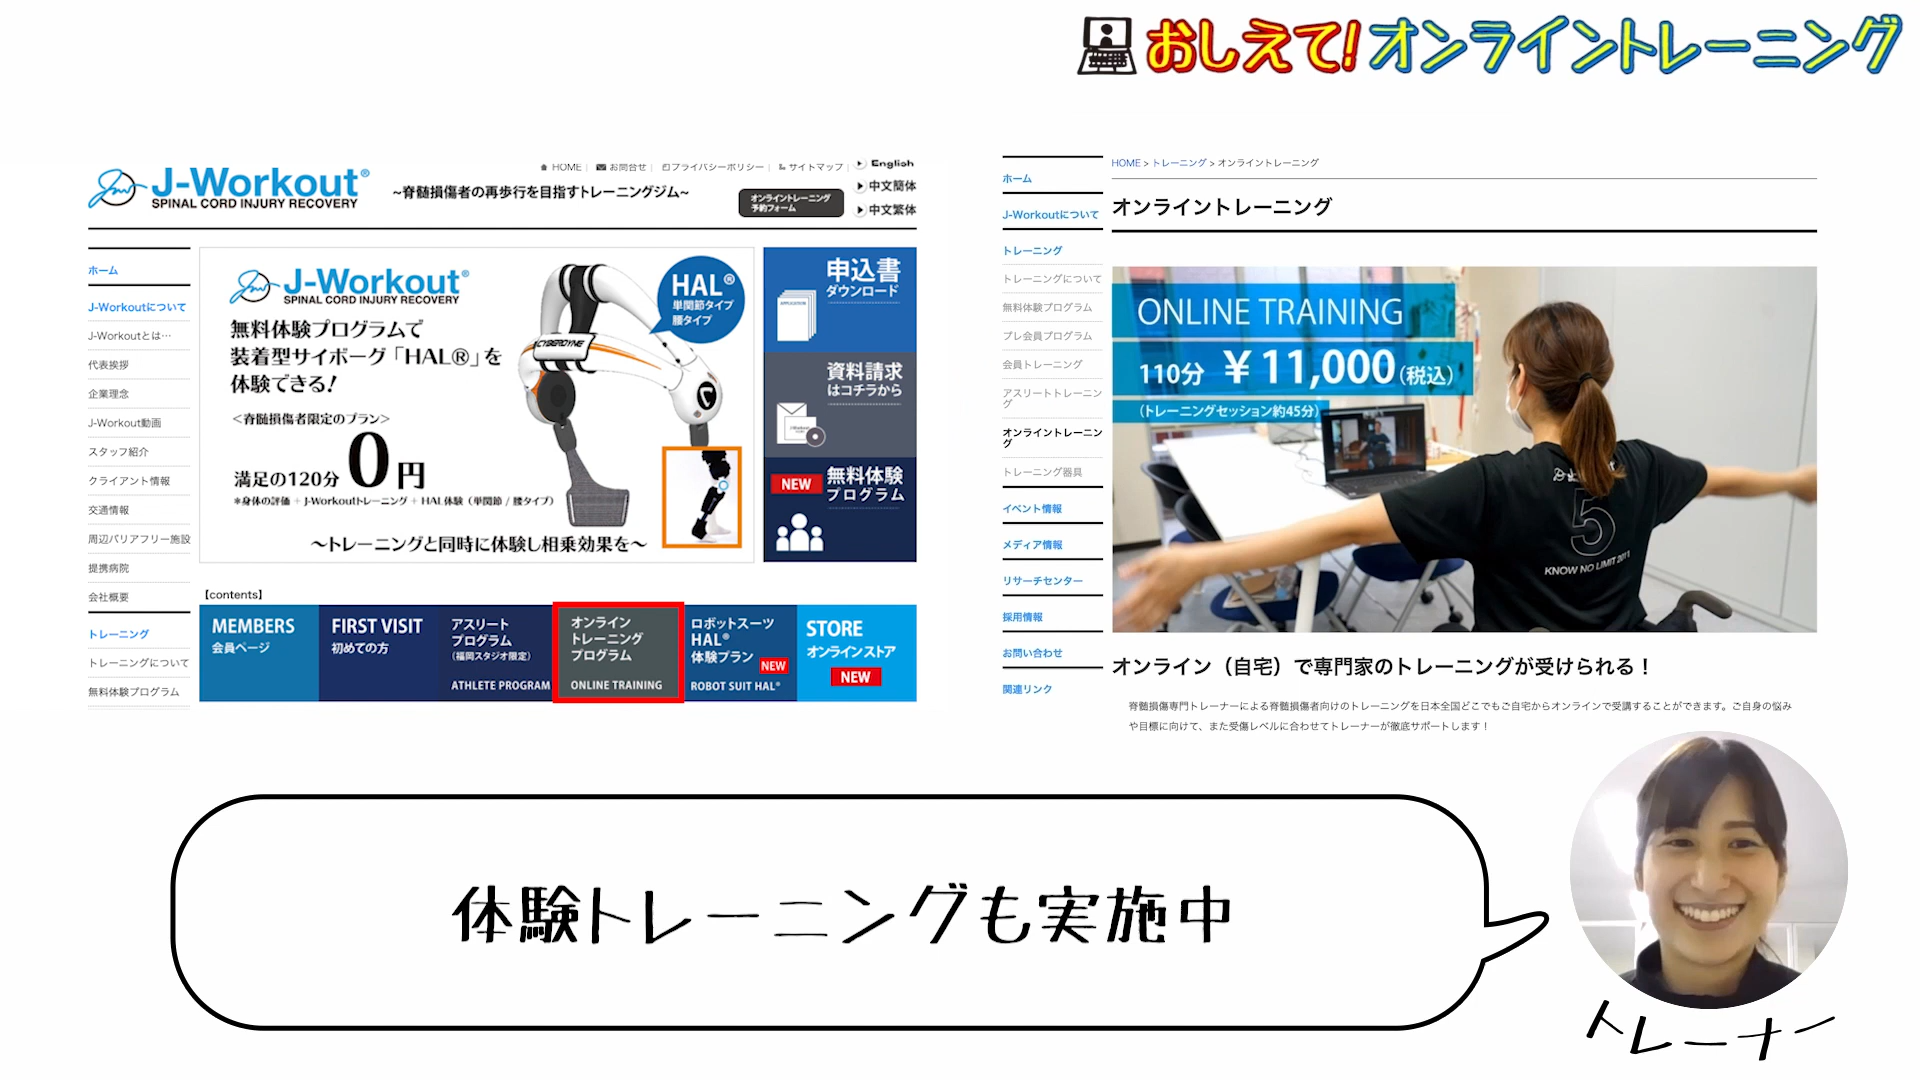 おしえて!オンライントレーニング
HOME
お問合せ
プライバシーポリシー
サイトマップ
English
中文簡体
中文繁体
J-Workout®
SPINAL CORD INJURY RECOVERY
~脊髄損傷者の再歩行を目指すトレーニングジム~
オンライントレーニング
予約フォーム
ホーム
J-Workoutについて
J-Workoutとは…
代表挨拶
企業理念
J-Workout動画
スタッフ紹介
クライアント情報
交通情報
周辺バリアフリー施設
提携病院
会社概要
トレーニング
トレーニングについて
無料体験プログラム
J-Workout®
SPINAL CORD INJURY RECOVERY
無料体験プログラムで
装着型サイボーグ「HAL®」を
体験できる!
<脊髄損傷者限定のプラン>
満足の120分 0円
*身体の評価 + J-Workoutトレーニング + HAL体験（単関節 / 腰タイプ）
～トレーニングと同時に体験し相乗効果を～
HAL®
単関節タイプ
腰タイプ
CYBERDYNE
申込書
ダウンロード
APPLICATION
資料請求
はコチラから
NEW
無料体験
プログラム
【contents】
MEMBERS
会員ページ
FIRST VISIT
初めての方
アスリート
プログラム
（福岡スタジオ限定）
ATHLETE PROGRAM
オンライン
トレーニング
プログラム
ONLINE TRAINING
ロボットスーツ
HAL®
体験プラン
NEW
ROBOT SUIT HAL®
STORE
オンラインストア
NEW
HOME > トレーニング > オンライントレーニング
ホーム
J-Workoutについて
トレーニング
トレーニングについて
無料体験プログラム
プレ会員プログラム
会員トレーニング
アスリートトレーニン
グ
オンライントレーニン
グ
トレーニング器具
イベント情報
メディア情報
リサーチセンター
採用情報
お問い合わせ
関連リンク
オンライントレーニング
ONLINE TRAINING
110分 ￥11,000（税込）
（トレーニングセッション約45分）
5
KNOW NO LIMIT 2011
オンライン（自宅）で専門家のトレーニングが受けられる！
脊髄損傷専門トレーナーによる脊髄損傷者向けのトレーニングを日本全国どこでもご自宅からオンラインで受講することができます。ご自身の悩み
や目標に向けて、また受傷レベルに合わせてトレーナーが徹底サポートします！
体験トレーニングも実施中
トレーナー